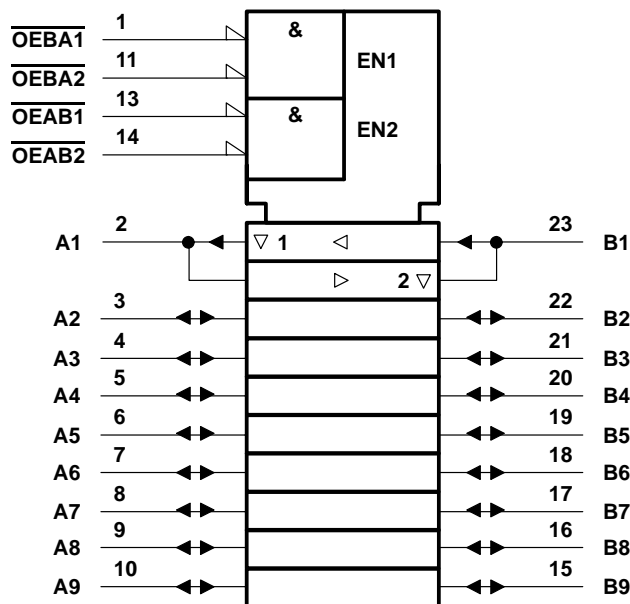 OEBA1 1 &
OEBA2 11 EN1
OEAB1 13 &
OEAB2 14 EN2
A1 2 ▽ 1 ◁ 23 B1
▷ 2 ▽
A2 3 22 B2
A3 4 21 B3
A4 5 20 B4
A5 6 19 B5
A6 7 18 B6
A7 8 17 B7
A8 9 16 B8
A9 10 15 B9